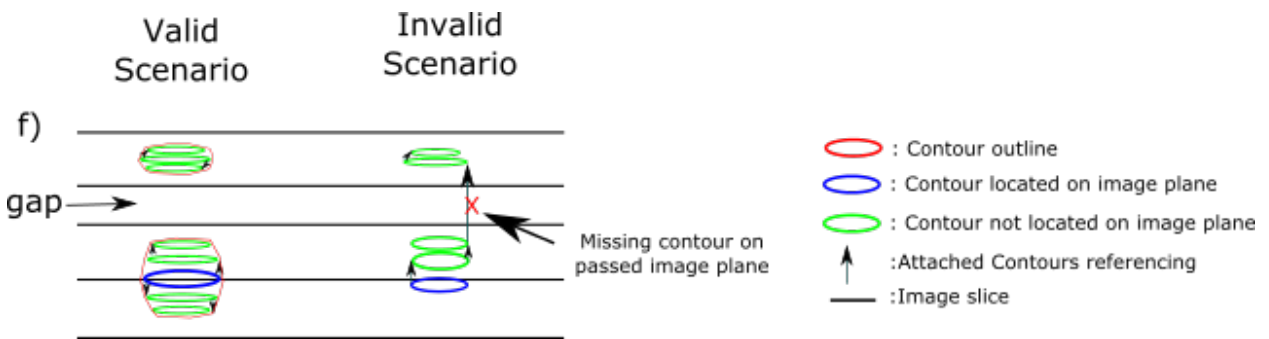 Valid
Scenario
Invalid
Scenario
f)
gap
X
Missing contour on
passed image plane
: Contour outline
: Contour located on image plane
: Contour not located on image plane
:Attached Contours referencing
:Image slice